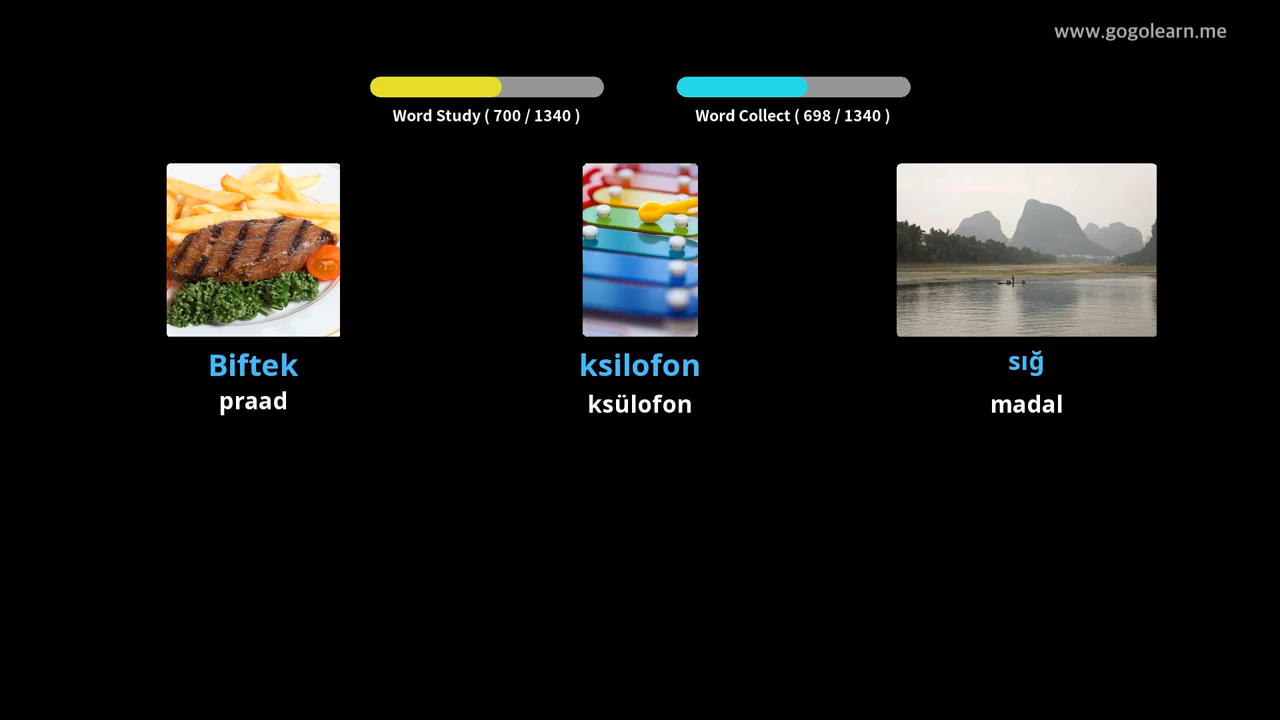 www.gogolearn.me
Word Study ( 700 / 1340 )
Word Collect ( 698 / 1340 )
Biftek
praad
ksilofon
ksülofon
sığ
madal